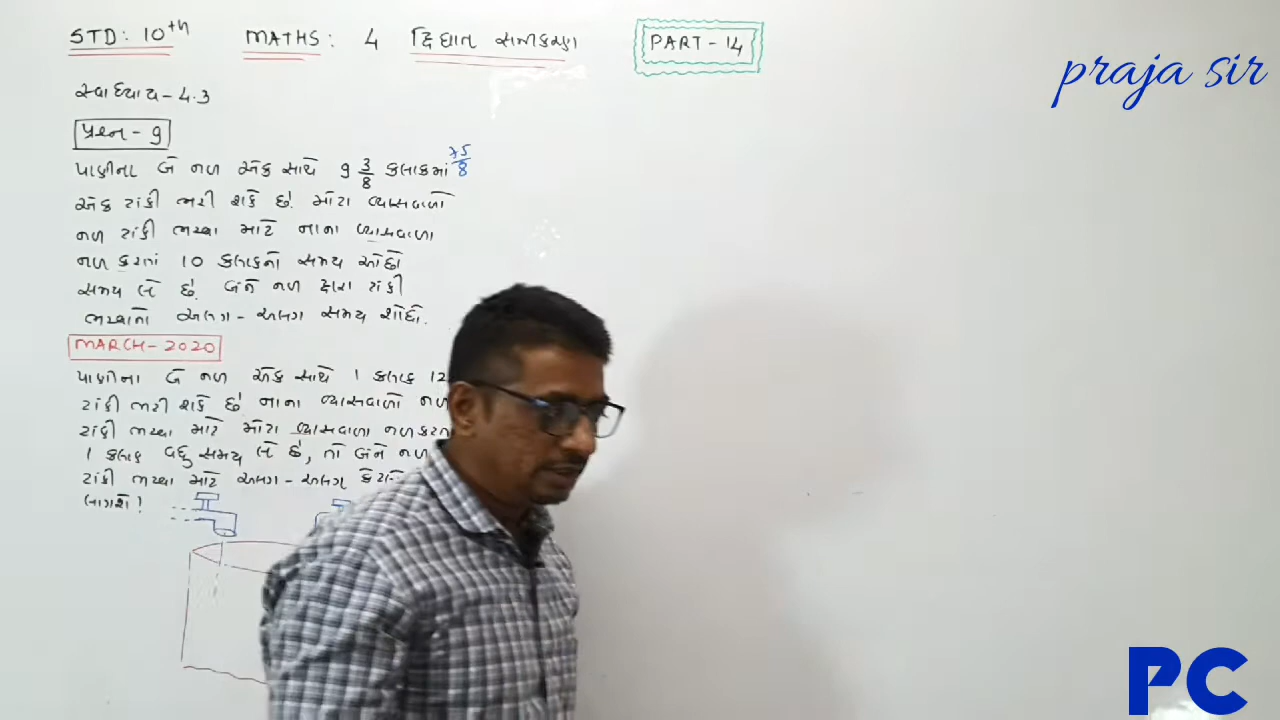 STD: 10th MATHS: 4 દ્વિઘાત સમીકરણ PART-14
praja sir
સ્વાધ્યાય-4.3
પ્રશ્ન-9
પાણીના બે નળ એક સાથે 9 3/8 કલાકમાં 75/8
એક ટાંકી ભરી શકે છે. મોટા વ્યાસવાળો
નળ ટાંકી ભરવા માટે નાના વ્યાસવાળા
નળ કરતાં 10 કલાકનો સમય ઓછો
સમય લે છે. બંને નળ દ્વારા ટાંકી
ભરવાનો અલગ-અલગ સમય શોધો.
MARCH-2020
પાણીના બે નળ એક સાથે 1 કલાક 12
ટાંકી ભરી શકે છે નાના વ્યાસવાળો નળ
ટાંકી ભરવા માટે મોટા વ્યાસવાળા નળ કરતા
1 કલાક વધુ સમય લે છે, તો બંને નળ
ટાંકી ભરવા માટે અલગ-અલગ
લાગશે?
PC